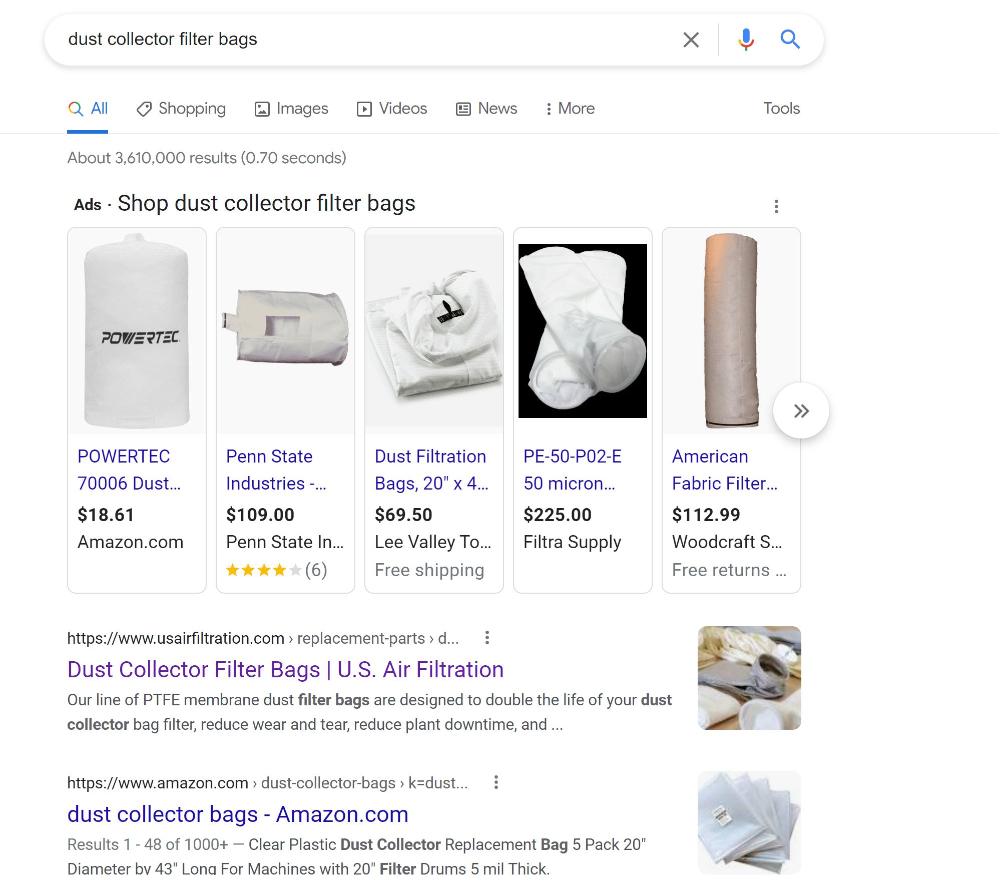 dust collector filter bags
All Shopping Images Videos News More Tools
About 3,610,000 results (0.70 seconds)
Ads · Shop dust collector filter bags
POWERTEC
POWERTEC
70006 Dust...
$18.61
Amazon.com
Penn State
Industries -...
$109.00
Penn State In...
(6)
Dust Filtration
Bags, 20" x 4...
$69.50
Lee Valley To...
Free shipping
PE-50-P02-E
50 micron...
$225.00
Filtra Supply
American
Fabric Filter...
$112.99
Woodcraft S...
Free returns ...
https://www.usairfiltration.com › replacement-parts › d...
Dust Collector Filter Bags | U.S. Air Filtration
Our line of PTFE membrane dust filter bags are designed to double the life of your dust
collector bag filter, reduce wear and tear, reduce plant downtime, and ...
https://www.amazon.com › dust-collector-bags › k=dust...
dust collector bags - Amazon.com
Results 1 - 48 of 1000+ — Clear Plastic Dust Collector Replacement Bag 5 Pack 20"
Diameter by 43" Long For Machines with 20" Filter Drums 5 mil Thick.